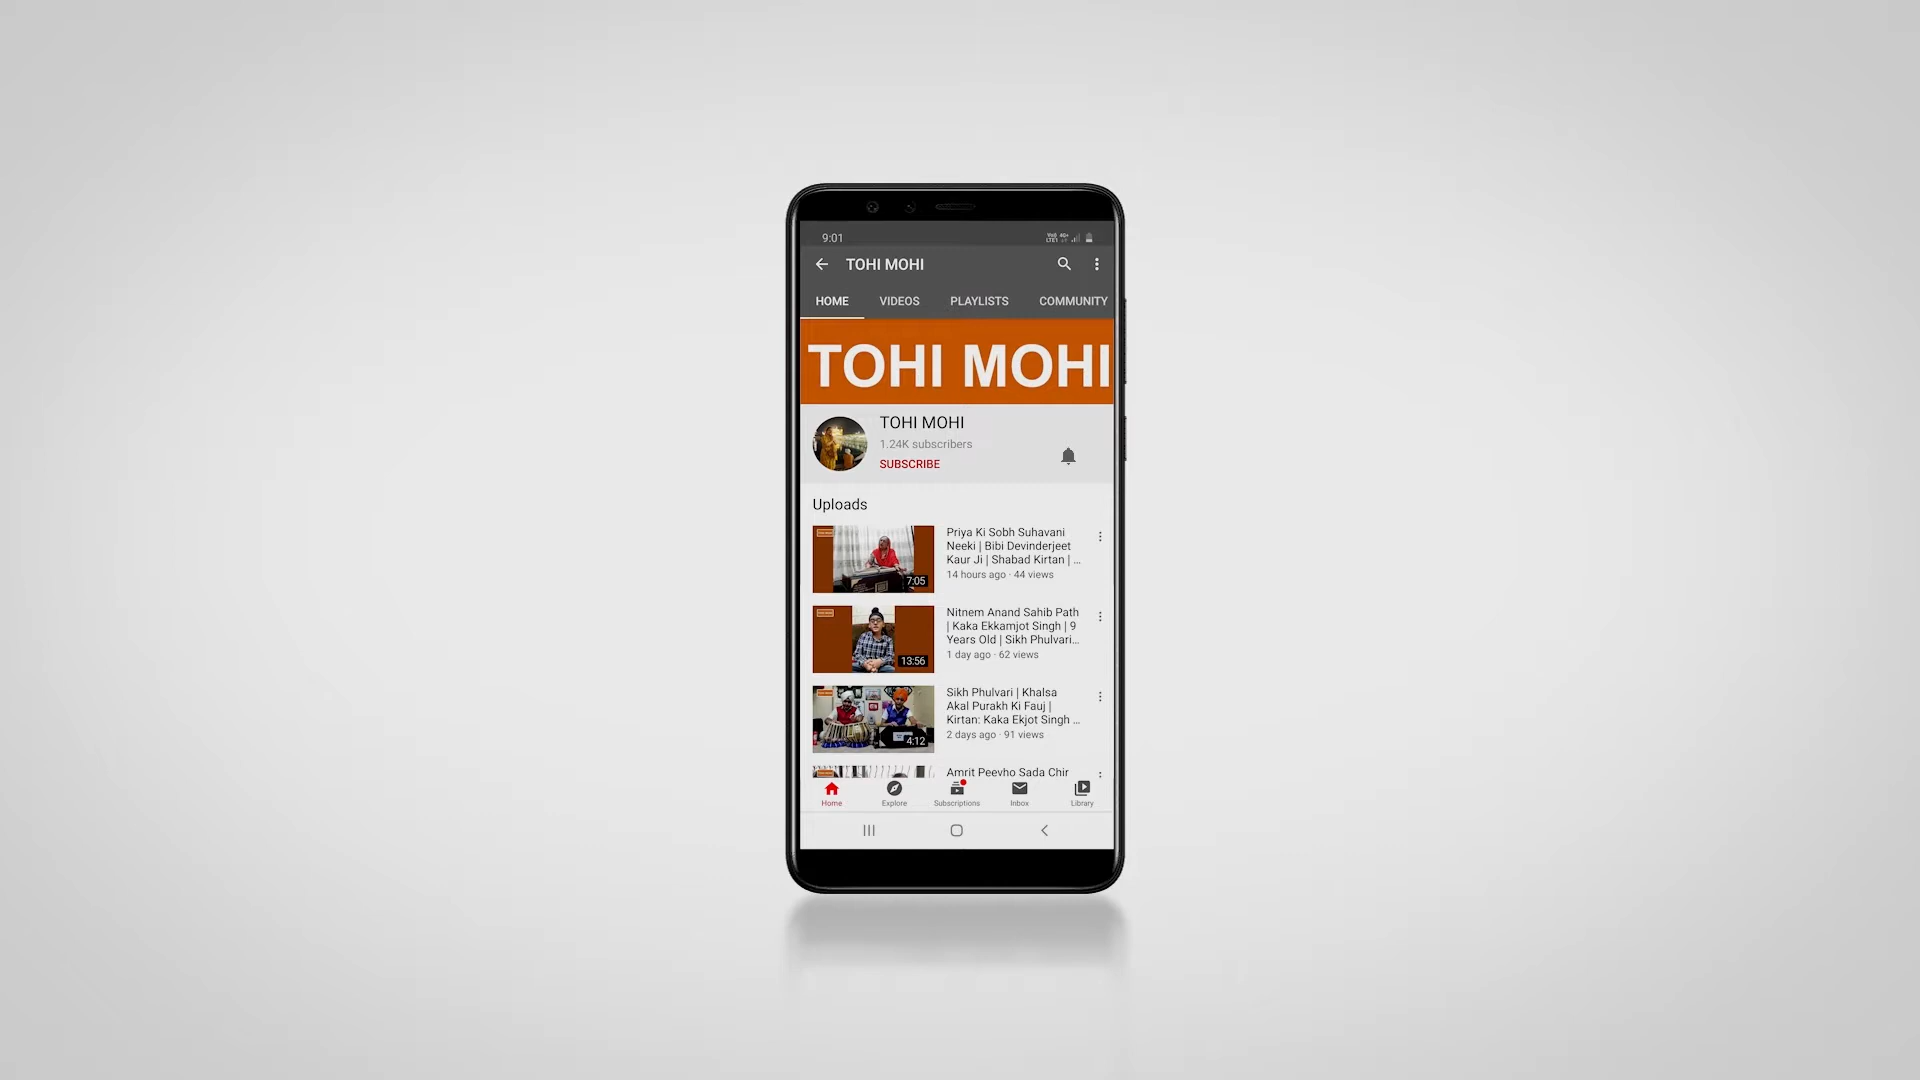 9:01
TOHI MOHI
HOME VIDEOS PLAYLISTS COMMUNITY
TOHI MOHI
TOHI MOHI
1.24K subscribers
SUBSCRIBE
Uploads
Priya Ki Sobh Suhavani
Neeki | Bibi Devinderjeet
Kaur Ji | Shabad Kirtan | ...
14 hours ago · 44 views
7:05
Nitnem Anand Sahib Path
| Kaka Ekkamjot Singh | 9
Years Old | Sikh Phulvari...
1 day ago · 62 views
13:56
Sikh Phulvari | Khalsa
Akal Purakh Ki Fauj |
Kirtan: Kaka Ekjot Singh ...
2 days ago · 91 views
4:12
Amrit Peevho Sada Chir
Home Explore Subscriptions Inbox Library